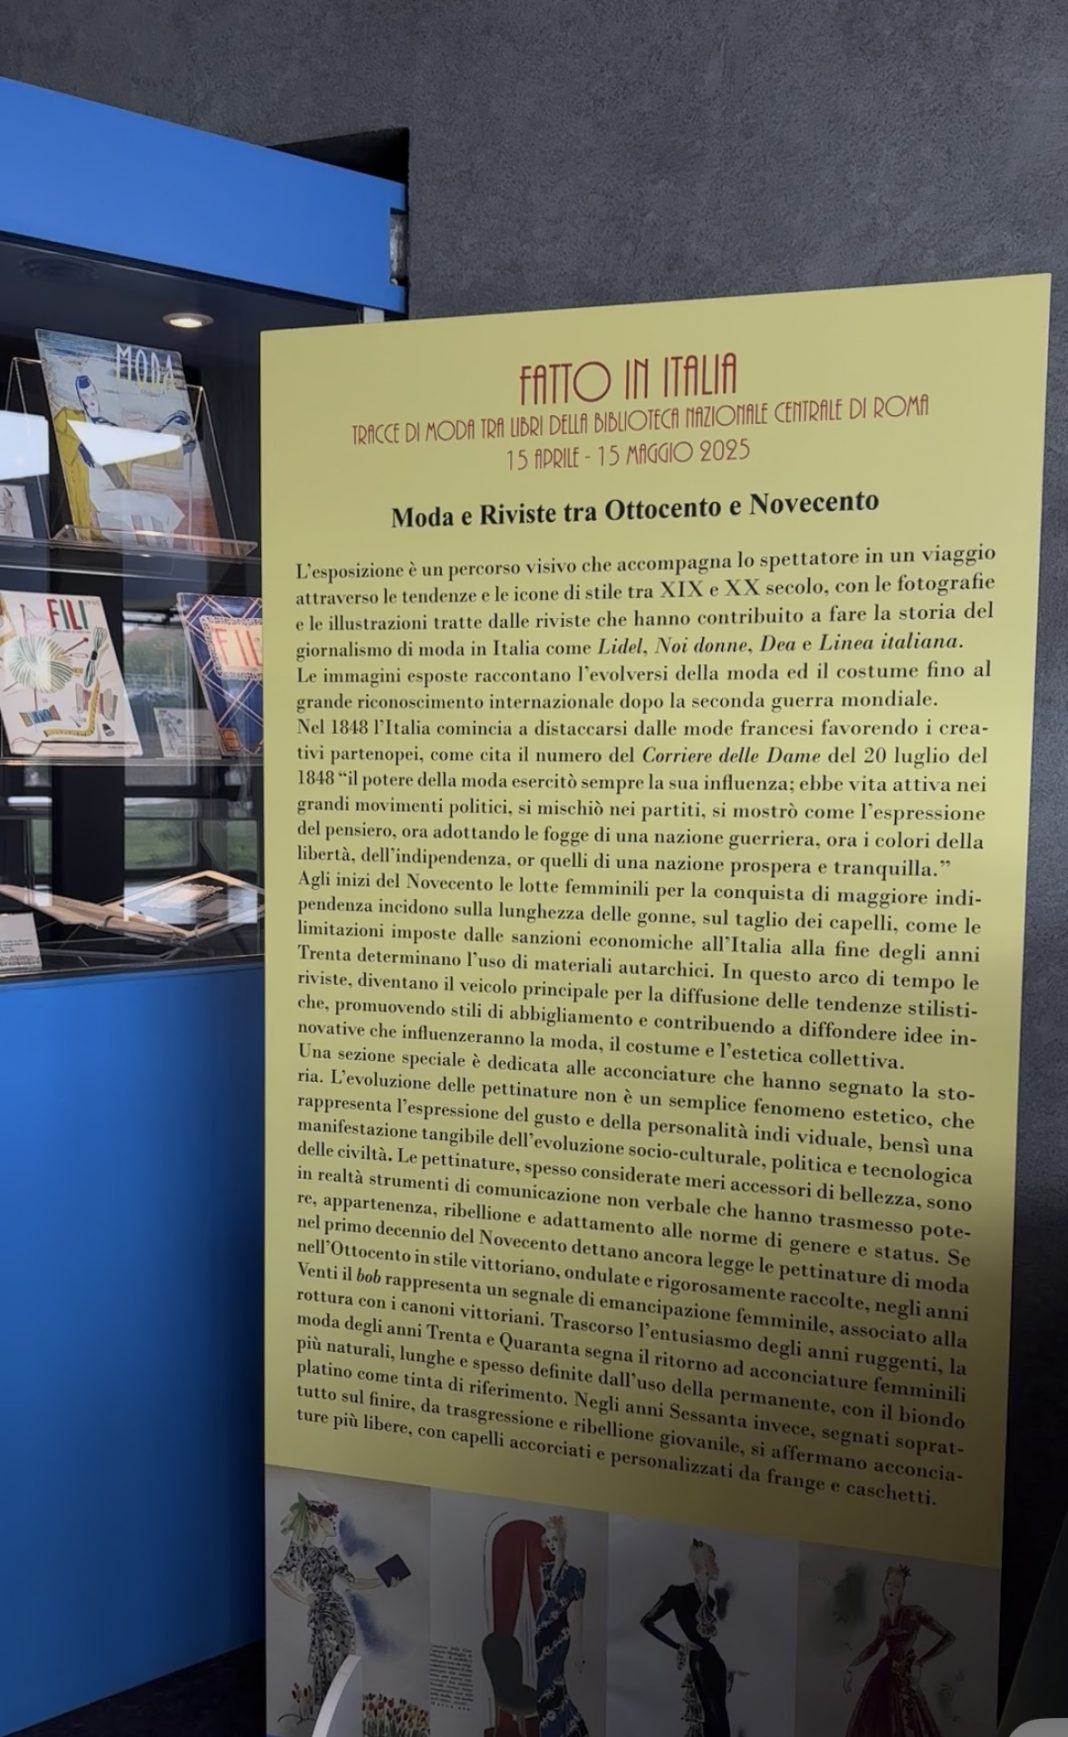 MODA
FILI
FATTO IN ITALIA
TRACCE DI MODA TRA LIBRI DELLA BIBLIOTECA NAZIONALE CENTRALE DI ROMA
15 APRILE - 15 MAGGIO 2025
Moda e Riviste tra Ottocento e Novecento
L'esposizione è un percorso visivo che accompagna lo spettatore in un viaggio
attraverso le tendenze e le icone di stile tra XIX e XX secolo, con le fotografie
e le illustrazioni tratte dalle riviste che hanno contribuito a fare la storia del
giornalismo di moda in Italia come Lidel, Noi donne, Dea e Linea italiana.
Le immagini esposte raccontano l'evolversi della moda ed il costume fino al
grande riconoscimento internazionale dopo la seconda guerra mondiale.
Nel 1848 l'Italia comincia a distaccarsi dalle mode francesi favorendo i crea-
tivi partenopei, come cita il numero del Corriere delle Dame del 20 luglio del
1848 “il potere della moda esercitò sempre la sua influenza; ebbe vita attiva nei
grandi movimenti politici, si mischiò nei partiti, si mostrò come l'espressione
del pensiero, ora adottando le fogge di una nazione guerriera, ora i colori della
libertà, dell'indipendenza, or quelli di una nazione prospera e tranquilla.”
Agli inizi del Novecento le lotte femminili per la conquista di maggiore indi-
pendenza incidono sulla lunghezza delle gonne, sul taglio dei capelli, come le
limitazioni imposte dalle sanzioni economiche all'Italia alla fine degli anni
Trenta determinano l'uso di materiali autarchici. In questo arco di tempo le
riviste, diventano il veicolo principale per la diffusione delle tendenze stilisti-
che, promuovendo stili di abbigliamento e contribuendo a diffondere idee in-
novative che influenzeranno la moda, il costume e l'estetica collettiva.
Una sezione speciale è dedicata alle acconciature che hanno segnato la sto-
ria. L'evoluzione delle pettinature non è un semplice fenomeno estetico, che
rappresenta l'espressione del gusto e della personalità indi viduale, bensì una
manifestazione tangibile dell'evoluzione socio-culturale, politica e tecnologica
delle civiltà. Le pettinature, spesso considerate meri accessori di bellezza, sono
in realtà strumenti di comunicazione non verbale che hanno trasmesso pote-
re, appartenenza, ribellione e adattamento alle norme di genere e status. Se
nel primo decennio del Novecento dettano ancora legge le pettinature di moda
nell'Ottocento in stile vittoriano, ondulate e rigorosamente raccolte, negli anni
Venti il bob rappresenta un segnale di emancipazione femminile, associato alla
rottura con i canoni vittoriani. Trascorso l'entusiasmo degli anni ruggenti, la
moda degli anni Trenta e Quaranta segna il ritorno ad acconciature femminili
più naturali, lunghe e spesso definite dall'uso della permanente, con il biondo
platino come tinta di riferimento. Negli anni Sessanta invece, segnati soprat-
tutto sul finire, da trasgressione e ribellione giovanile, si affermano acconcia-
ture più libere, con capelli accorciati e personalizzati da frange e caschetti.